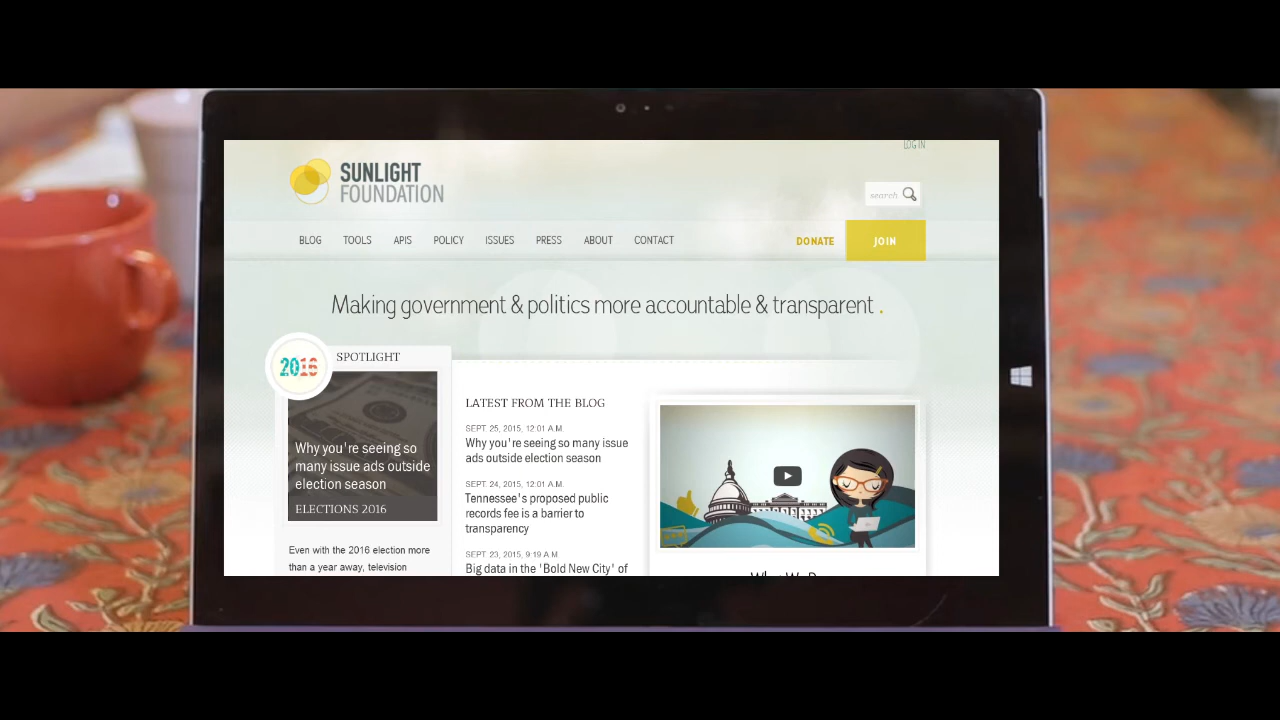 LOG IN
SUNLIGHT
FOUNDATION
search
BLOG TOOLS APIS POLICY ISSUES PRESS ABOUT CONTACT DONATE JOIN
Making government & politics more accountable & transparent .
2016
SPOTLIGHT
Why you're seeing so
many issue ads outside
election season
ELECTIONS 2016
Even with the 2016 election more
than a year away, television
LATEST FROM THE BLOG
SEPT. 25, 2015, 12:01 A.M.
Why you're seeing so many issue
ads outside election season
SEPT. 24, 2015, 12:01 A.M.
Tennessee's proposed public
records fee is a barrier to
transparency
SEPT. 23, 2015, 9:19 A.M.
Big data in the 'Bold New City' of